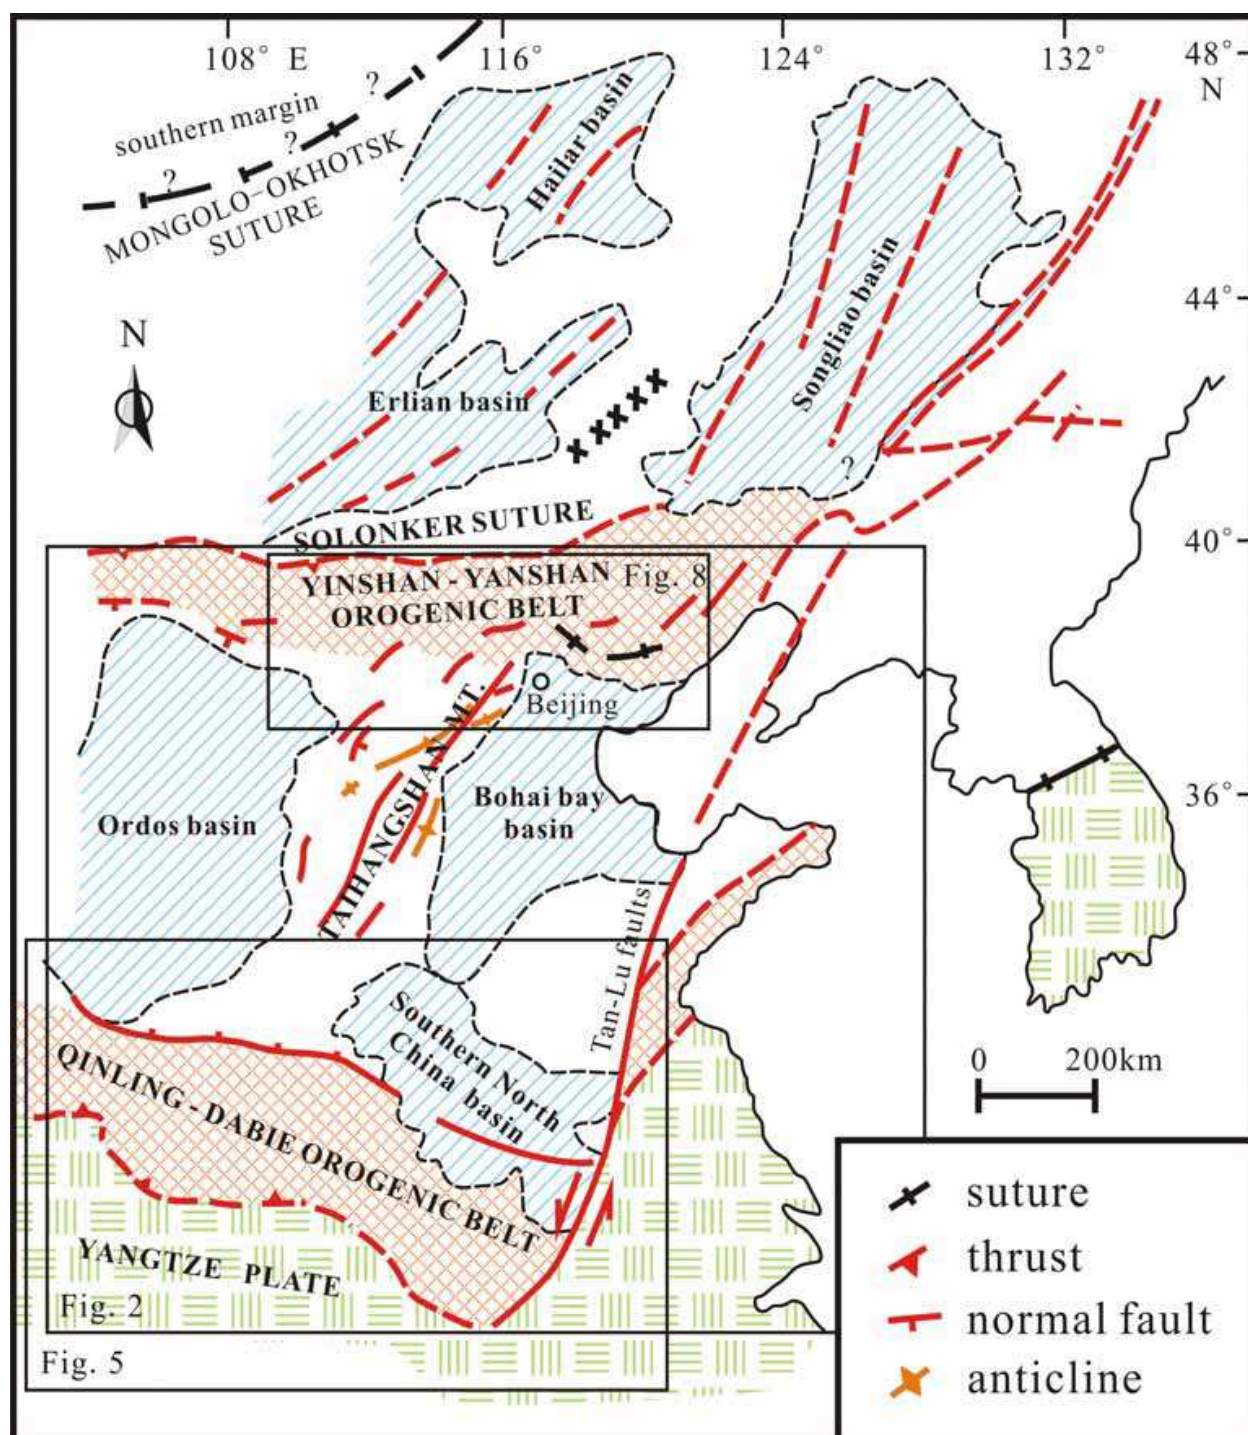 108° E
116°
124°
132°
48°
N
?
southern margin
?
?
MONGOLO-OKHOTSK
SUTURE
Hailar basin
Songliao basin
44°
N
Erlian basin
?
SOLONKER SUTURE
40°
YINSHAN - YANSHAN
OROGENIC BELT
Fig. 8
Beijing
TAIHANGSHAN MT.
36°
Ordos basin
Bohai bay
basin
Tan-Lu faults
Southern North
China basin
0 200km
QINLING - DABIE OROGENIC BELT
YANGTZE PLATE
Fig. 2
Fig. 5
suture
thrust
normal fault
anticline